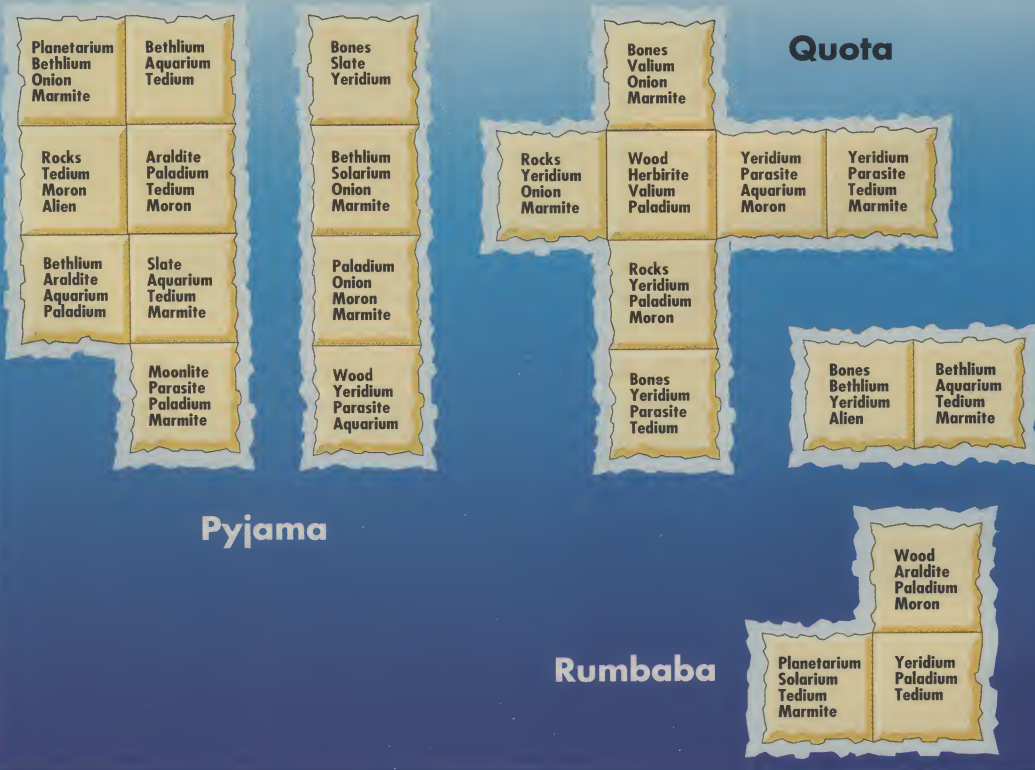 Planetarium
Bethlium
Onion
Marmite
Bethlium
Aquarium
Tedium
Rocks
Tedium
Moron
Alien
Araldite
Paladium
Tedium
Moron
Bethlium
Araldite
Aquarium
Paladium
Slate
Aquarium
Tedium
Marmite
Moonlite
Parasite
Paladium
Marmite
Bones
Slate
Yeridium
Bethlium
Solarium
Onion
Marmite
Paladium
Onion
Moron
Marmite
Wood
Yeridium
Parasite
Aquarium
Pyjama
Quota
Bones
Valium
Onion
Marmite
Rocks
Yeridium
Onion
Marmite
Wood
Herbirite
Valium
Paladium
Yeridium
Parasite
Aquarium
Moron
Yeridium
Parasite
Tedium
Marmite
Rocks
Yeridium
Paladium
Moron
Bones
Yeridium
Parasite
Tedium
Bones
Bethlium
Yeridium
Alien
Bethlium
Aquarium
Tedium
Marmite
Rumbaba
Wood
Araldite
Paladium
Moron
Planetarium
Solarium
Tedium
Marmite
Yeridium
Paladium
Tedium